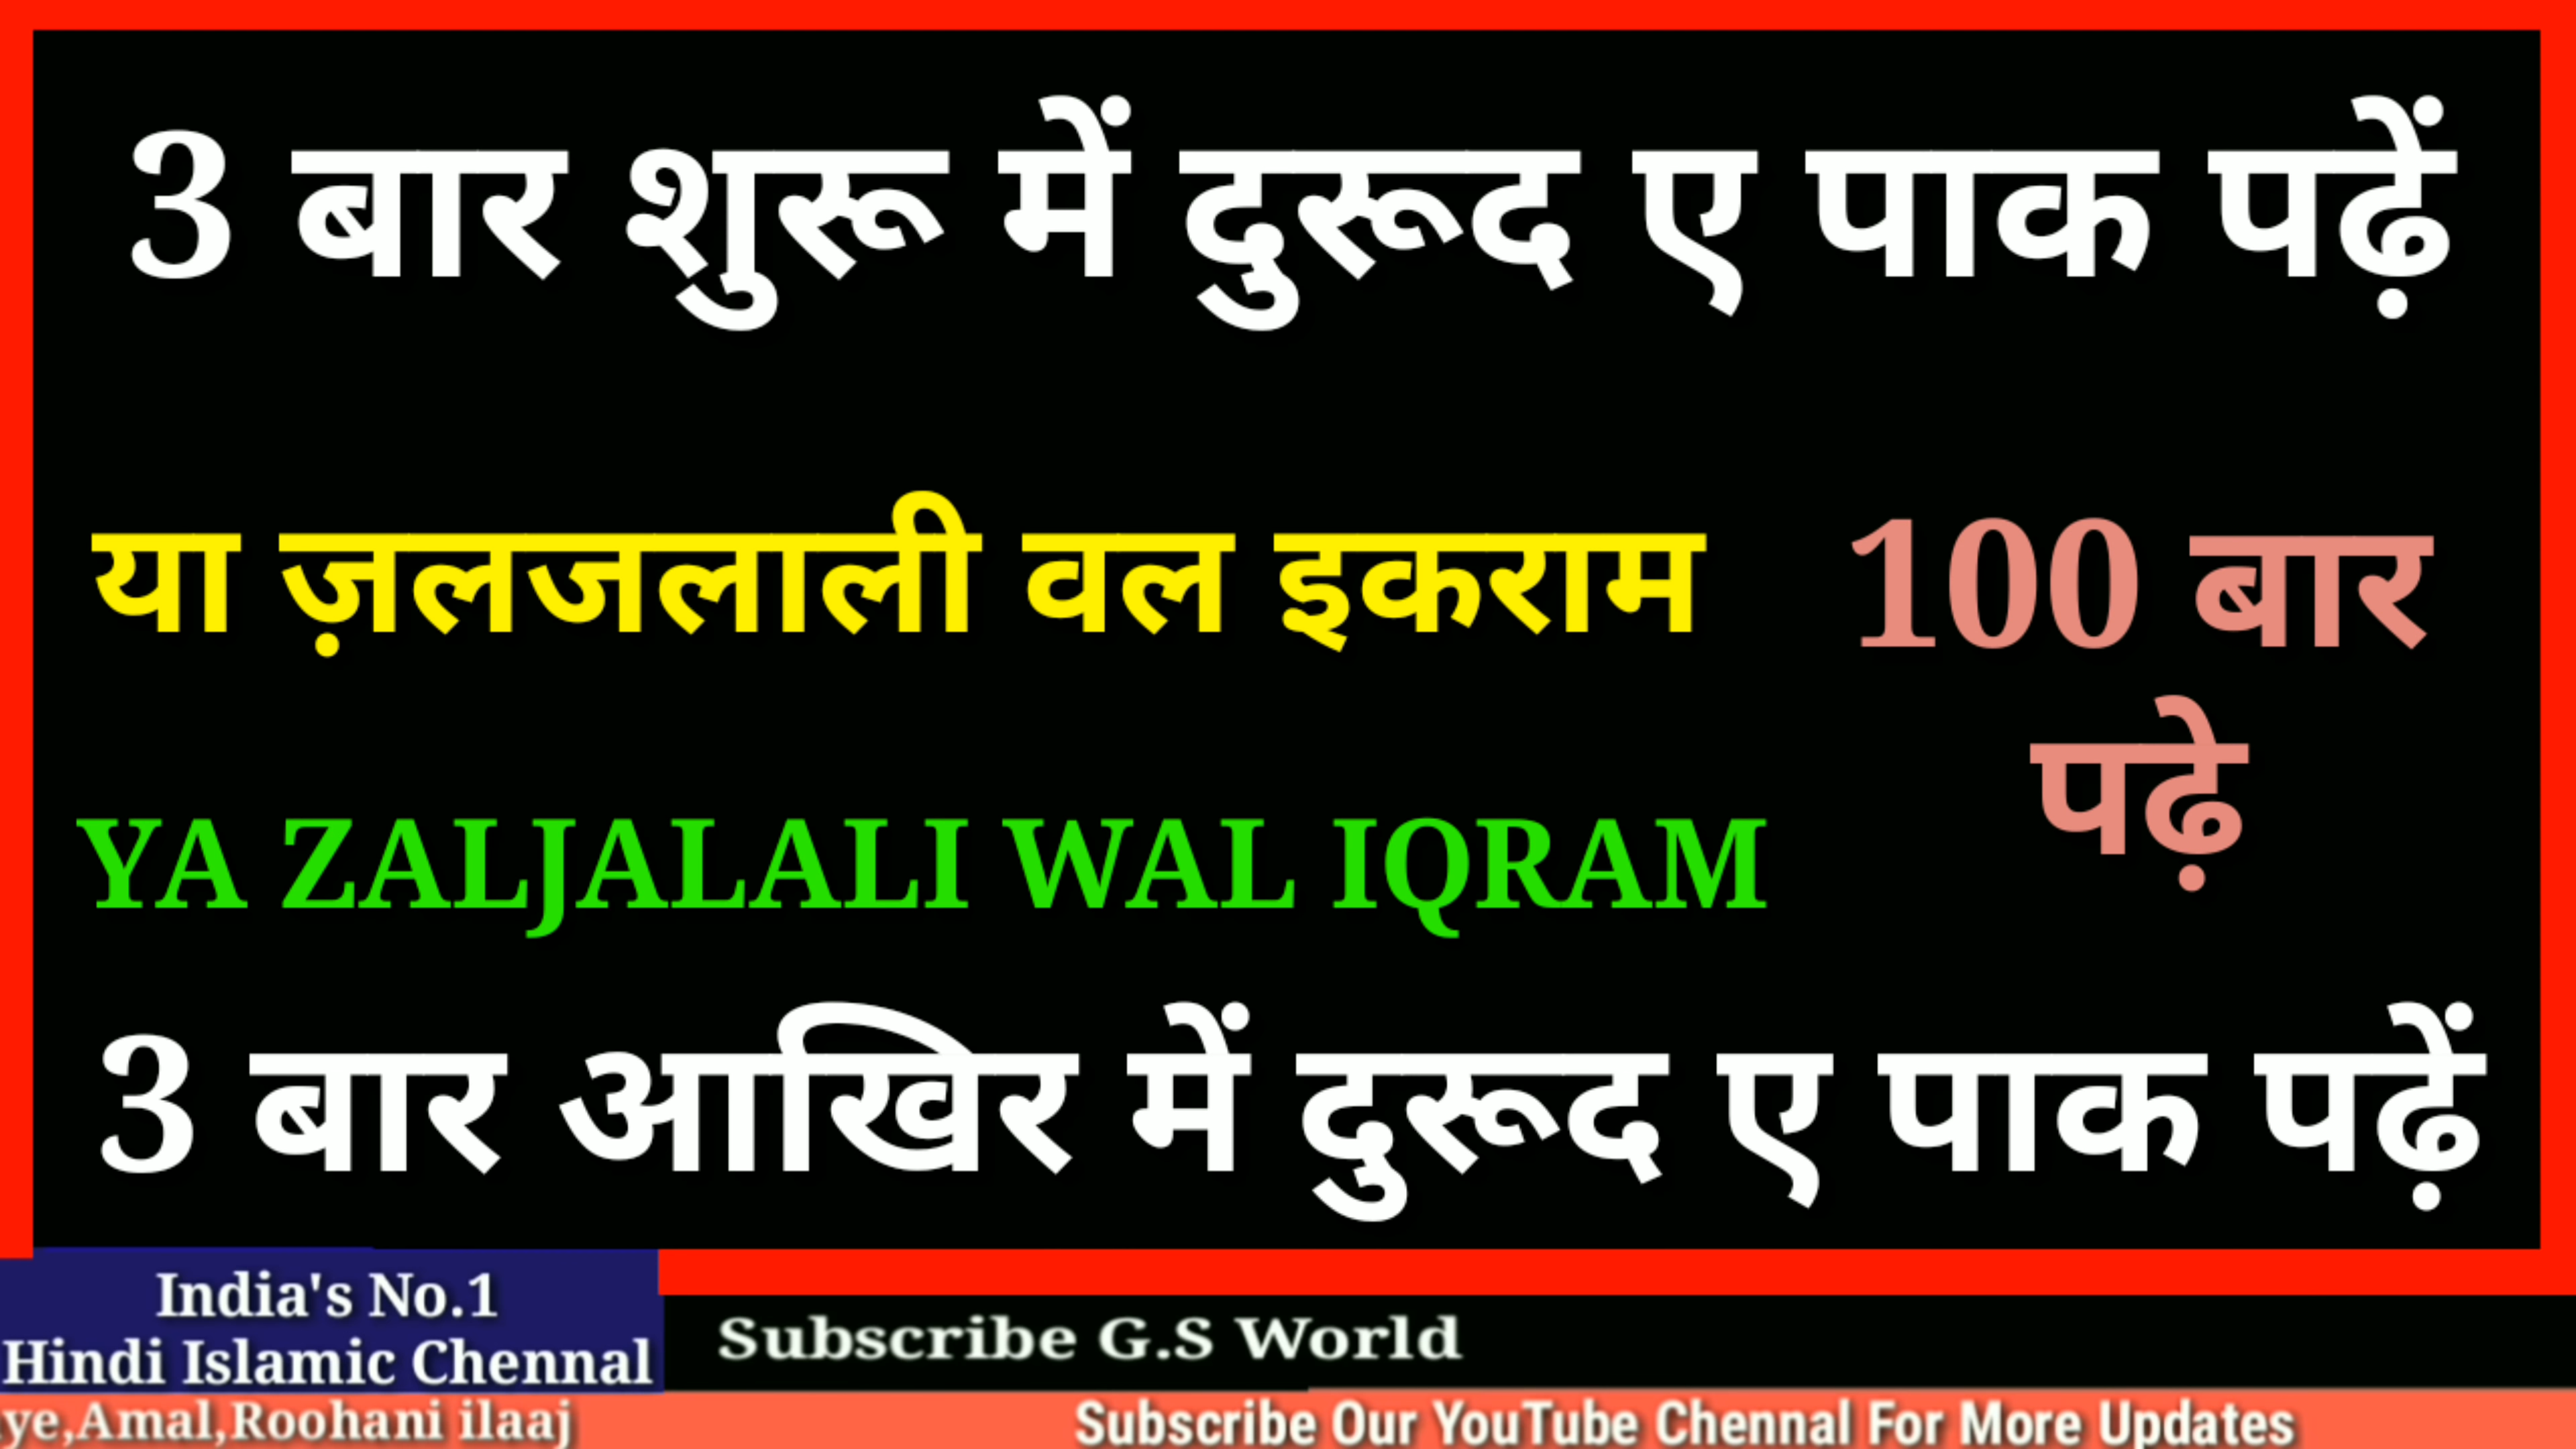 3 बार शुरू में दुरूद ए पाक पढ़ें
या ज़लजलाली वल इकराम
100 बार
पढ़े
YA ZALJALALI WAL IQRAM
3 बार आखिर में दुरूद ए पाक पढ़ें
India's No.1
Hindi Islamic Chennal
Subscribe G.S World
ye,Amal,Roohani ilaaj
Subscribe Our YouTube Chennal For More Updates